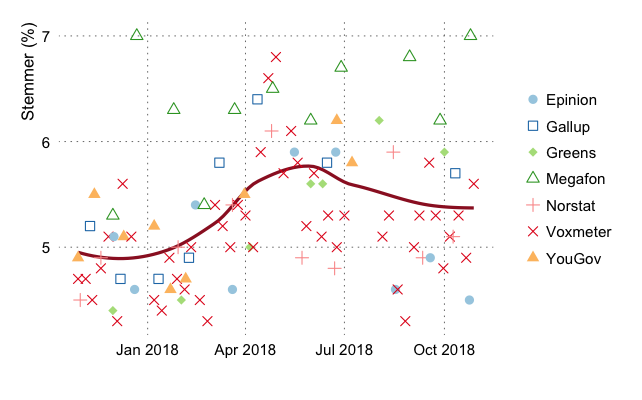 Stemmer (%)
7
6
5
Jan 2018
Apr 2018
Jul 2018
Oct 2018
Epinion
Gallup
Greens
Megafon
Norstat
Voxmeter
YouGov